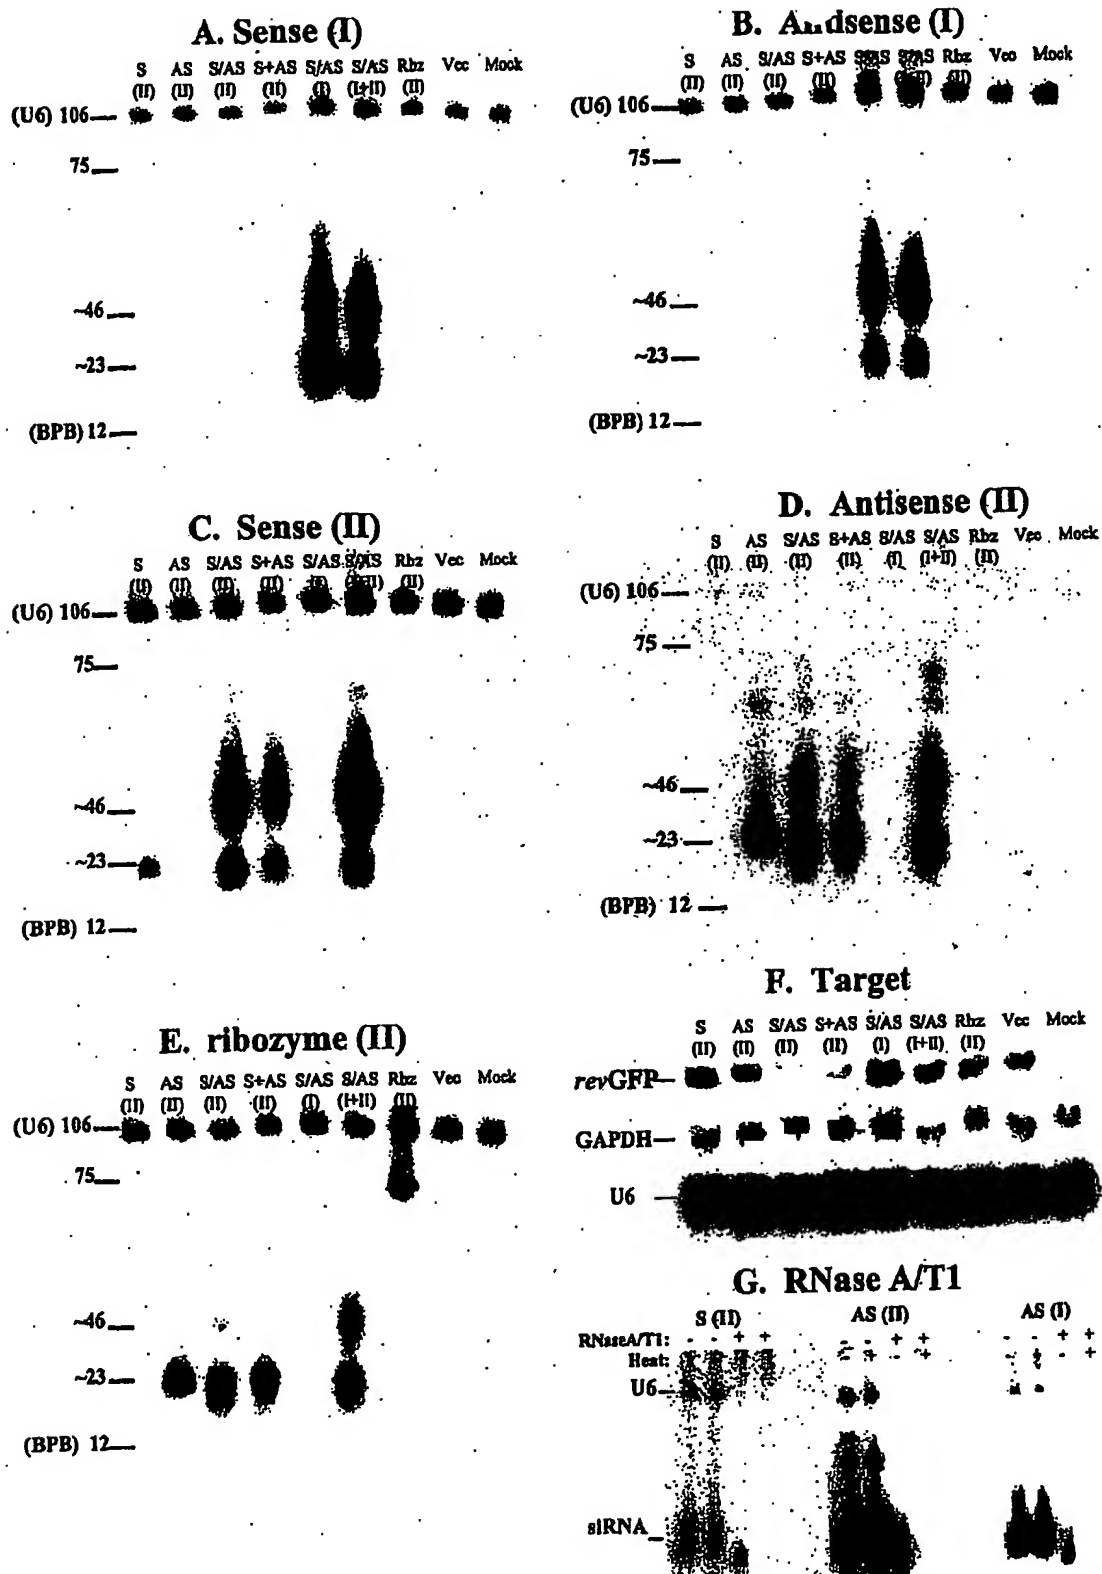 A. Sense (I)
S AS S/AS S+AS S/AS S/AS Rbz Vec Mock
(II) (II) (II) (II) (I) (I+II) (II)
(U6) 106
75
~46
~23
(BPB) 12
B. (I)
S AS S/AS S+AS Rbz Vec Mock
(II) (II) (II) (II) (II)
(U6) 106
75
~46
~23
(BPB) 12
C. Sense (II)
S AS S/AS S+AS S/AS Rbz Vec Mock
(II) (II) (II) (II) (II)
(U6) 106
75
~46
~23
(BPB) 12
D. Antisense (II)
S AS S/AS S+AS S/AS S/AS Rbz Vec Mock
(II) (II) (II) (II) (I) (I+II) (II)
(U6) 106
75
~46
~23
(BPB) 12
E. ribozyme (II)
S AS S/AS S+AS S/AS S/AS Rbz Vec Mock
(II) (II) (II) (II) (I) (I+II) (II)
(U6) 106
75
~46
~23
(BPB) 12
F. Target
S AS S/AS S+AS S/AS S/AS Rbz Vec Mock
(II) (II) (II) (II) (I) (I+II) (II)
revGFP
GAPDH
U6
G. RNase A/T1
S (II) AS (II) AS (I)
RNaseA/T1: - - + + - - + + - - + +
Heat: - + - + - + - + - + - +
U6
siRNA